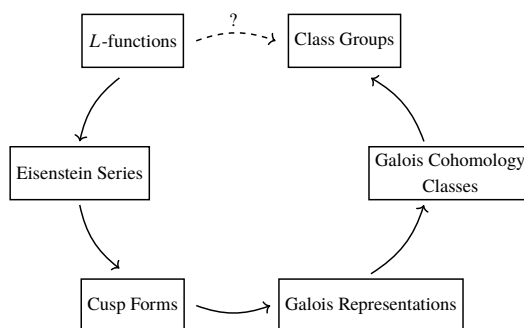 ?
L-functions
Class Groups
Eisenstein Series
Galois Cohomology
Classes
Cusp Forms
Galois Representations